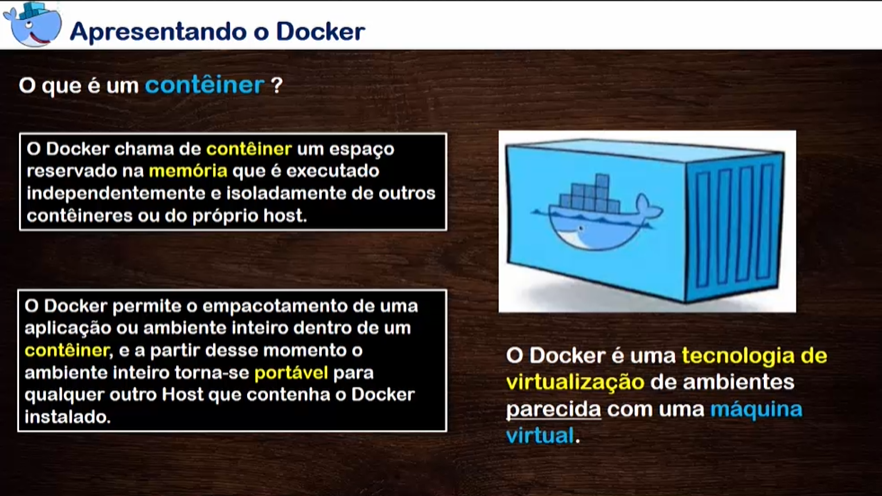 Apresentando o Docker
O que é um contêiner ?
O Docker chama de contêiner um espaço
reservado na memória que é executado
independentemente e isoladamente de outros
contêineres ou do próprio host.
O Docker permite o empacotamento de uma
aplicação ou ambiente inteiro dentro de um
contêiner, e a partir desse momento o
ambiente inteiro torna-se portável para
qualquer outro Host que contenha o Docker
instalado.
O Docker é uma tecnologia de
virtualização de ambientes
parecida com uma máquina
virtual.